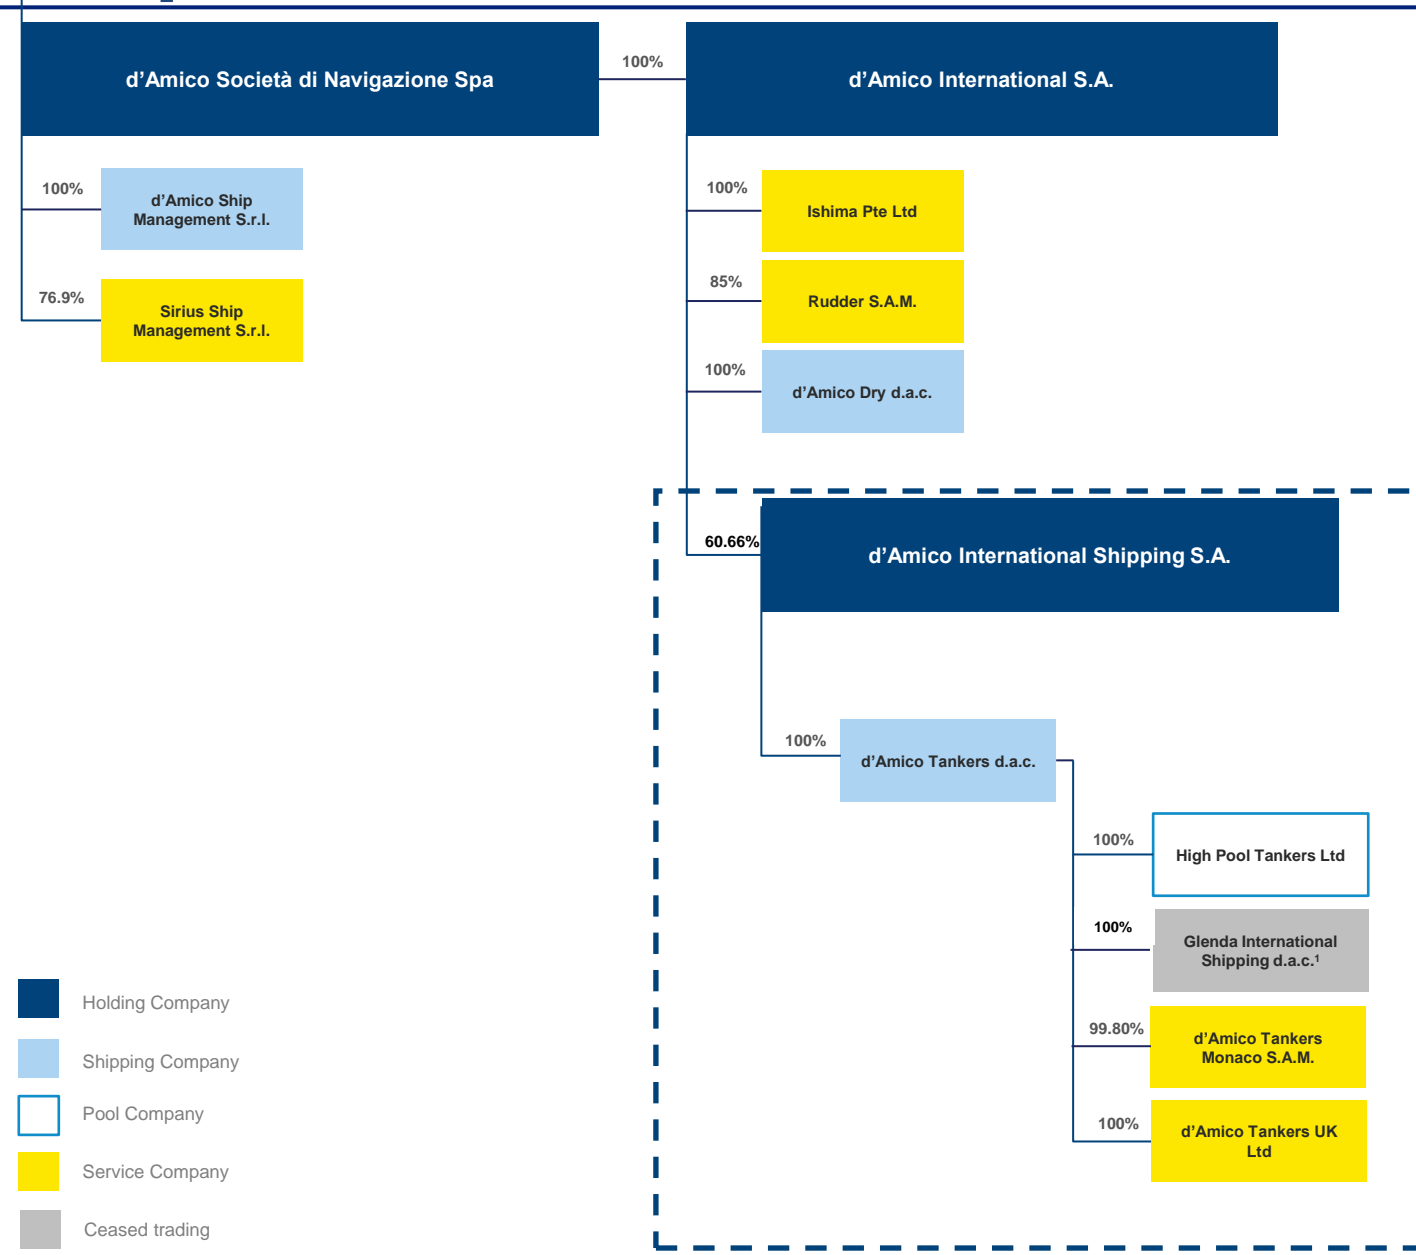 d'Amico Società di Navigazione Spa
100%
d'Amico International S.A.
100%
d'Amico Ship
Management S.r.l.
76.9%
Sirius Ship
Management S.r.l.
100%
Ishima Pte Ltd
85%
Rudder S.A.M.
100%
d'Amico Dry d.a.c.
60.66%
d'Amico International Shipping S.A.
100%
d'Amico Tankers d.a.c.
100%
High Pool Tankers Ltd
100%
Glenda International
Shipping d.a.c.¹
99.80%
d'Amico Tankers
Monaco S.A.M.
100%
d'Amico Tankers UK
Ltd
Holding Company
Shipping Company
Pool Company
Service Company
Ceased trading